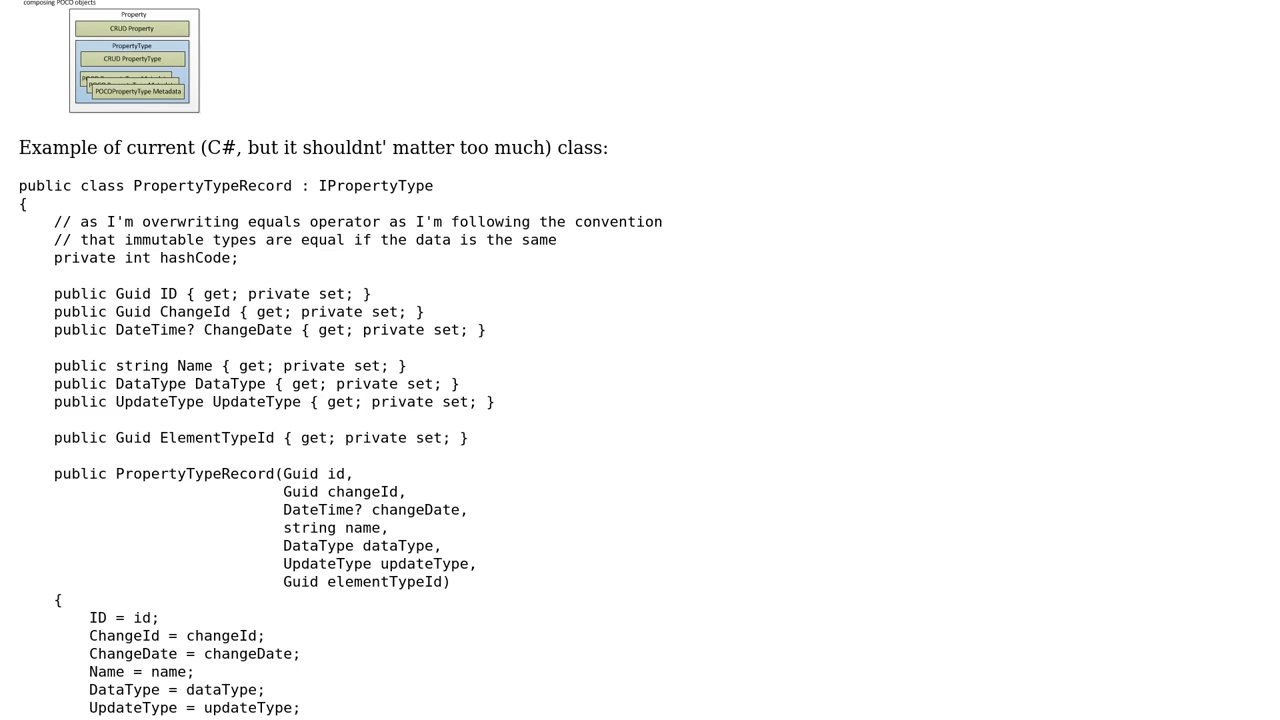 composing POCO objects
Property
CRUD Property
PropertyType
CRUD PropertyType
POCOPropertyType Metadata
Example of current (C#, but it shouldnt' matter too much) class:
public class PropertyTypeRecord : IPropertyType
{
    // as I'm overwriting equals operator as I'm following the convention
    // that immutable types are equal if the data is the same
    private int hashCode;
    public Guid ID { get; private set; }
    public Guid ChangeId { get; private set; }
    public DateTime? ChangeDate { get; private set; }
    public string Name { get; private set; }
    public DataType DataType { get; private set; }
    public UpdateType UpdateType { get; private set; }
    public Guid ElementTypeId { get; private set; }
    public PropertyTypeRecord(Guid id,
                              Guid changeId,
                              DateTime? changeDate,
                              string name,
                              DataType dataType,
                              UpdateType updateType,
                              Guid elementTypeId)
    {
        ID = id;
        ChangeId = changeId;
        ChangeDate = changeDate;
        Name = name;
        DataType = dataType;
        UpdateType = updateType;